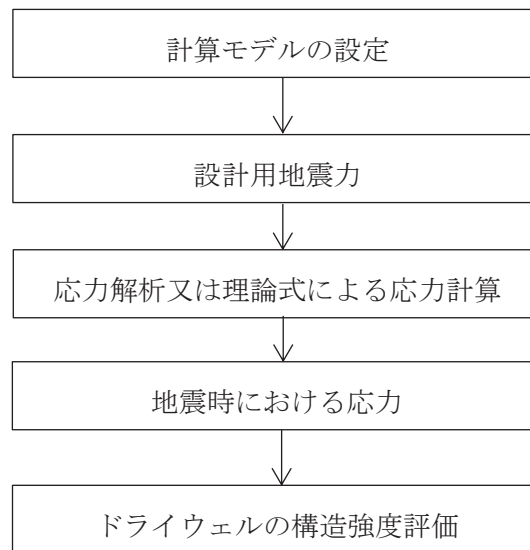 計算モデルの設定
設計用地震力
応力解析又は理論式による応力計算
地震時における応力
ドライウェルの構造強度評価